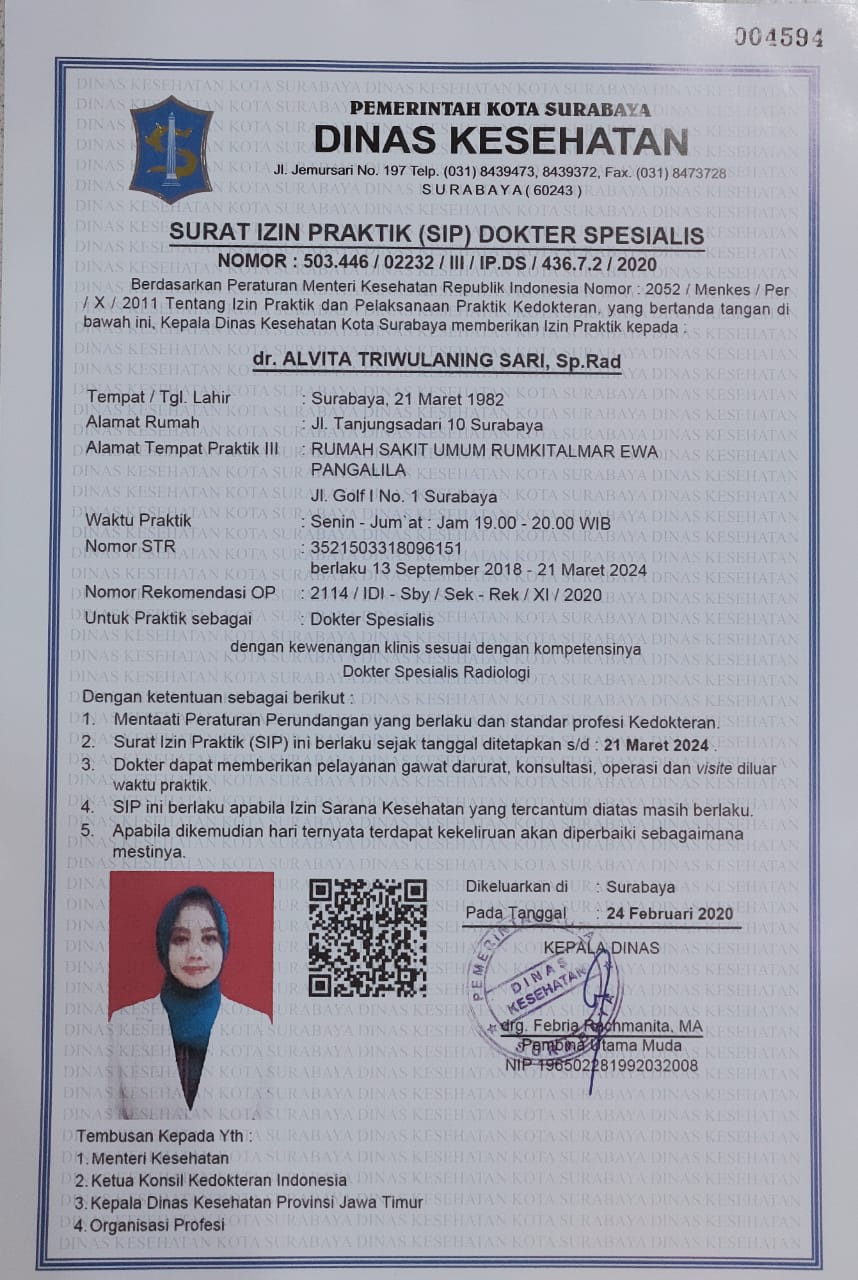 004594
PEMERINTAH KOTA SURABAYA
DINAS KESEHATAN
Jl. Jemursari No. 197 Telp. (031) 8439473, 8439372, Fax. (031) 8473728
SURABAYA ( 60243 )
SURAT IZIN PRAKTIK (SIP) DOKTER SPESIALIS
NOMOR : 503.446 / 02232 / III / IP.DS / 436.7.2 / 2020
Berdasarkan Peraturan Menteri Kesehatan Republik Indonesia Nomor : 2052 / Menkes / Per
/ X / 2011 Tentang Izin Praktik dan Pelaksanaan Praktik Kedokteran, yang bertanda tangan di
bawah ini, Kepala Dinas Kesehatan Kota Surabaya memberikan Izin Praktik kepada :
dr. ALVITA TRIWULANING SARI, Sp.Rad
Tempat / Tgl. Lahir : Surabaya, 21 Maret 1982
Alamat Rumah : Jl. Tanjungsadari 10 Surabaya
Alamat Tempat Praktik III : RUMAH SAKIT UMUM RUMKITALMAR EWA
PANGALILA
Jl. Golf I No. 1 Surabaya
Waktu Praktik : Senin - Jum`at : Jam 19.00 - 20.00 WIB
Nomor STR : 3521503318096151
berlaku 13 September 2018 - 21 Maret 2024
Nomor Rekomendasi OP : 2114 / IDI - Sby / Sek - Rek / XI / 2020
Untuk Praktik sebagai : Dokter Spesialis
dengan kewenangan klinis sesuai dengan kompetensinya
Dokter Spesialis Radiologi
Dengan ketentuan sebagai berikut :
1. Mentaati Peraturan Perundangan yang berlaku dan standar profesi Kedokteran.
2. Surat Izin Praktik (SIP) ini berlaku sejak tanggal ditetapkan s/d : 21 Maret 2024 .
3. Dokter dapat memberikan pelayanan gawat darurat, konsultasi, operasi dan visite diluar
waktu praktik.
4. SIP ini berlaku apabila Izin Sarana Kesehatan yang tercantum diatas masih berlaku.
5. Apabila dikemudian hari ternyata terdapat kekeliruan akan diperbaiki sebagaimana
mestinya.
Dikeluarkan di : Surabaya
Pada Tanggal : 24 Februari 2020
KEPALA DINAS
PEMERINTAH KOTA
DINAS
KESEHATAN
SURABAYA
drg. Febria Rachmanita, MA
Pembina Utama Muda
NIP 196502281992032008
Tembusan Kepada Yth :
1. Menteri Kesehatan
2. Ketua Konsil Kedokteran Indonesia
3. Kepala Dinas Kesehatan Provinsi Jawa Timur
4. Organisasi Profesi